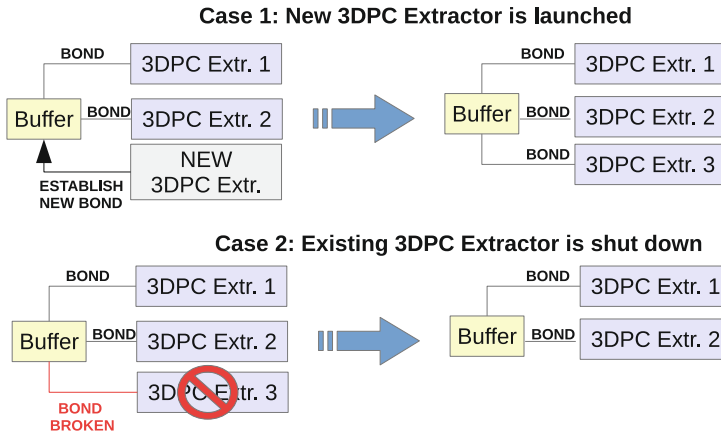 Case 1: New 3DPC Extractor is launched
BOND
3DPC Extr. 1
Buffer
BOND
3DPC Extr. 2
NEW
3DPC Extr.
ESTABLISH
NEW BOND
BOND
3DPC Extr. 1
Buffer
BOND
3DPC Extr. 2
BOND
3DPC Extr. 3
Case 2: Existing 3DPC Extractor is shut down
BOND
3DPC Extr. 1
Buffer
BOND
3DPC Extr. 2
3DPC Extr. 3
BOND
BROKEN
BOND
3DPC Extr. 1
Buffer
BOND
3DPC Extr. 2